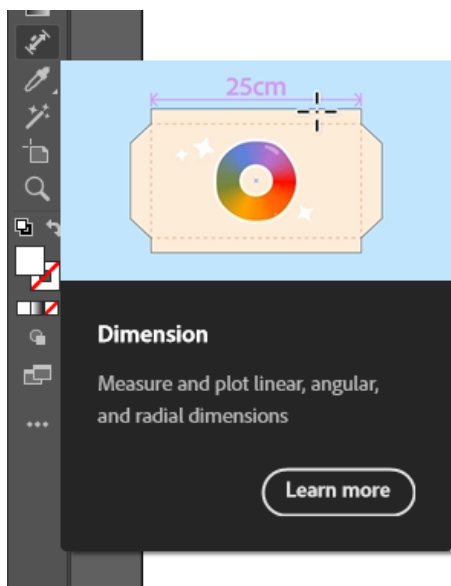 25cm
Dimension
Measure and plot linear, angular,
and radial dimensions
Learn more